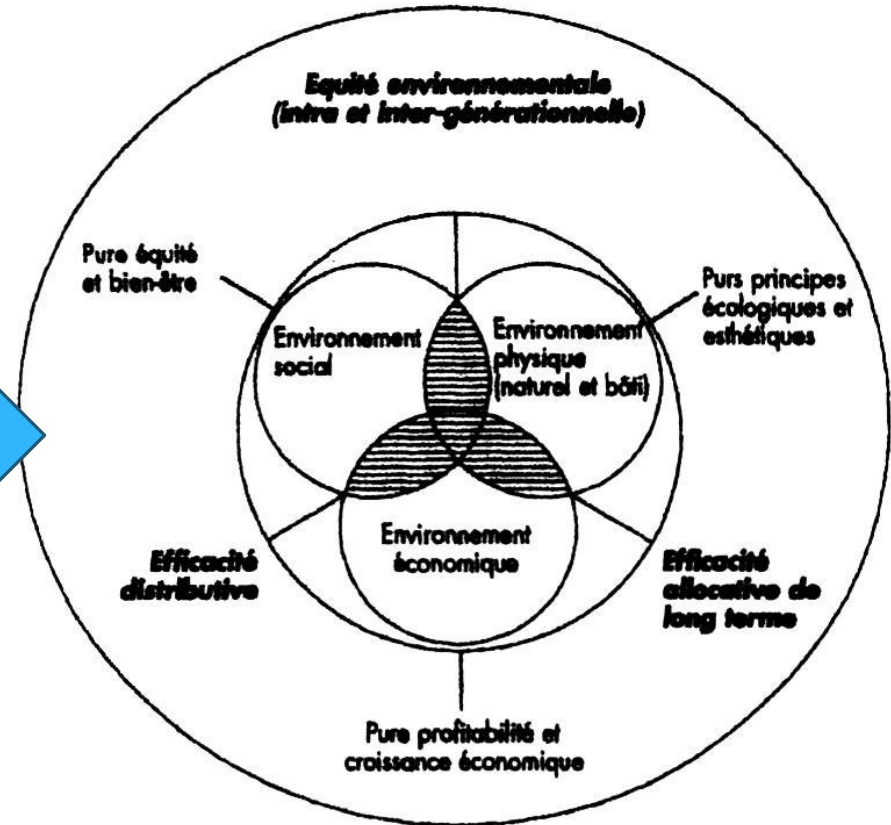 Equité environnementale
(intra et inter-générationnelle)
Pure équité
et bien-être
Purs principes
écologiques et
esthétiques
Environnement
social
Environnement
physique
(naturel et bâti)
Environnement
économique
Efficacité
distributive
Efficacité
allocative de
long terme
Pure profitabilité et
croissance économique